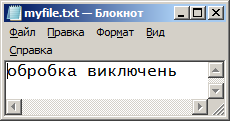 myfile.txt — Блокнот
Файл Правка Формат Вид
Справка
обробка виключень